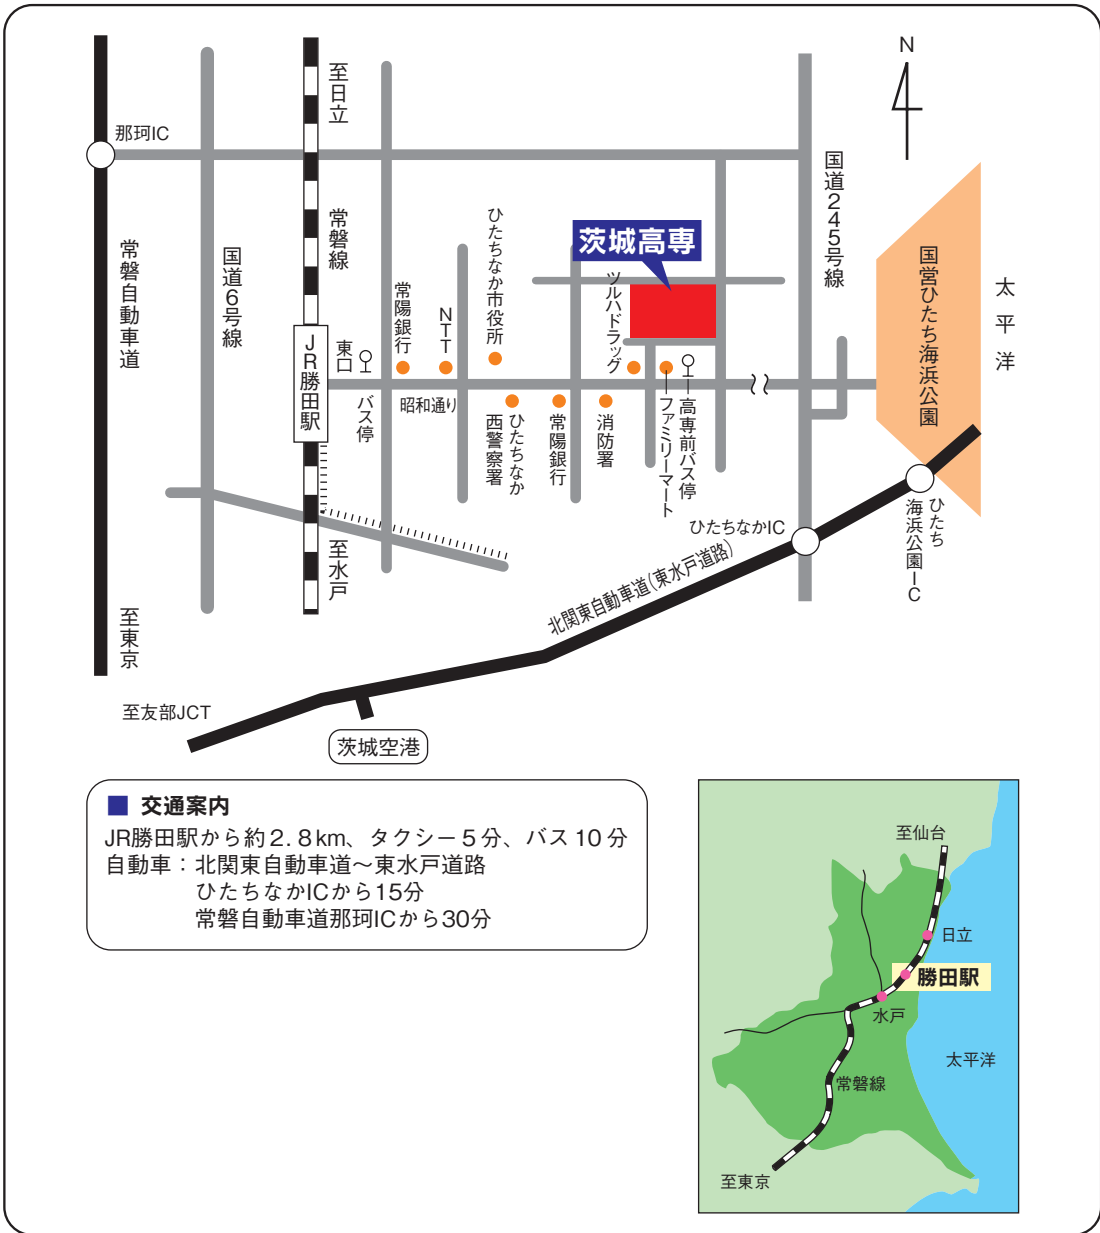 N
至日立
那珂IC
常磐自動車道
国道6号線
常磐線
ひたちなか市役所
茨城高専
国道245号線
国営ひたち海浜公園
太平洋
常陽銀行
NTT
ツルハドラッグ
JR勝田駅
東口
バス停
昭和通り
ひたちなか
西警察署
常陽銀行
消防署
ファミリーマート
高専前バス停
ひたちなかIC
ひたち
海浜公園IC
至水戸
北関東自動車道(東水戸道路)
至東京
至友部JCT
茨城空港
■ 交通案内
JR勝田駅から約2.8km、タクシー5分、バス10分
自動車：北関東自動車道～東水戸道路
ひたちなかICから15分
常磐自動車道那珂ICから30分
至仙台
日立
勝田駅
水戸
太平洋
常磐線
至東京